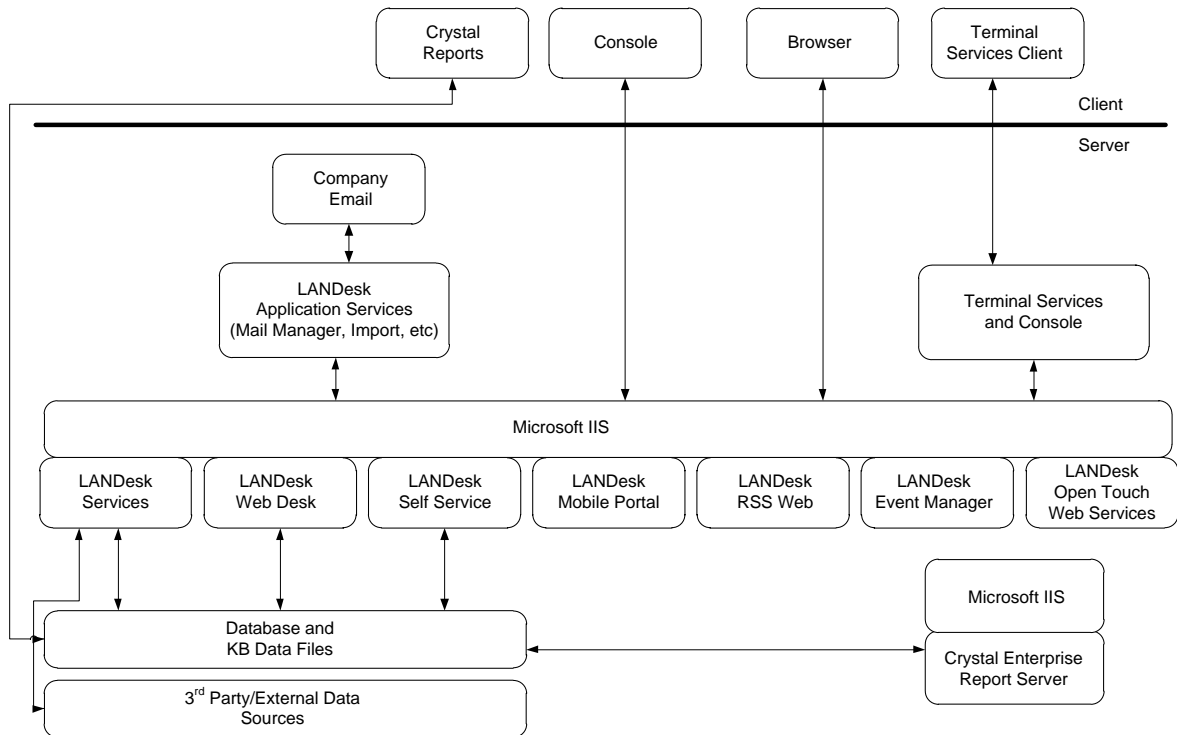 Crystal
Reports
Console
Browser
Terminal
Services Client
Client
Server
Company
Email
LANDesk
Application Services
(Mail Manager, Import, etc)
Terminal Services
and Console
Microsoft IIS
LANDesk
Services
LANDesk
Web Desk
LANDesk
Self Service
LANDesk
Mobile Portal
LANDesk
RSS Web
LANDesk
Event Manager
LANDesk
Open Touch
Web Services
Microsoft IIS
Database and
KB Data Files
Crystal Enterprise
Report Server
3rd Party/External Data
Sources